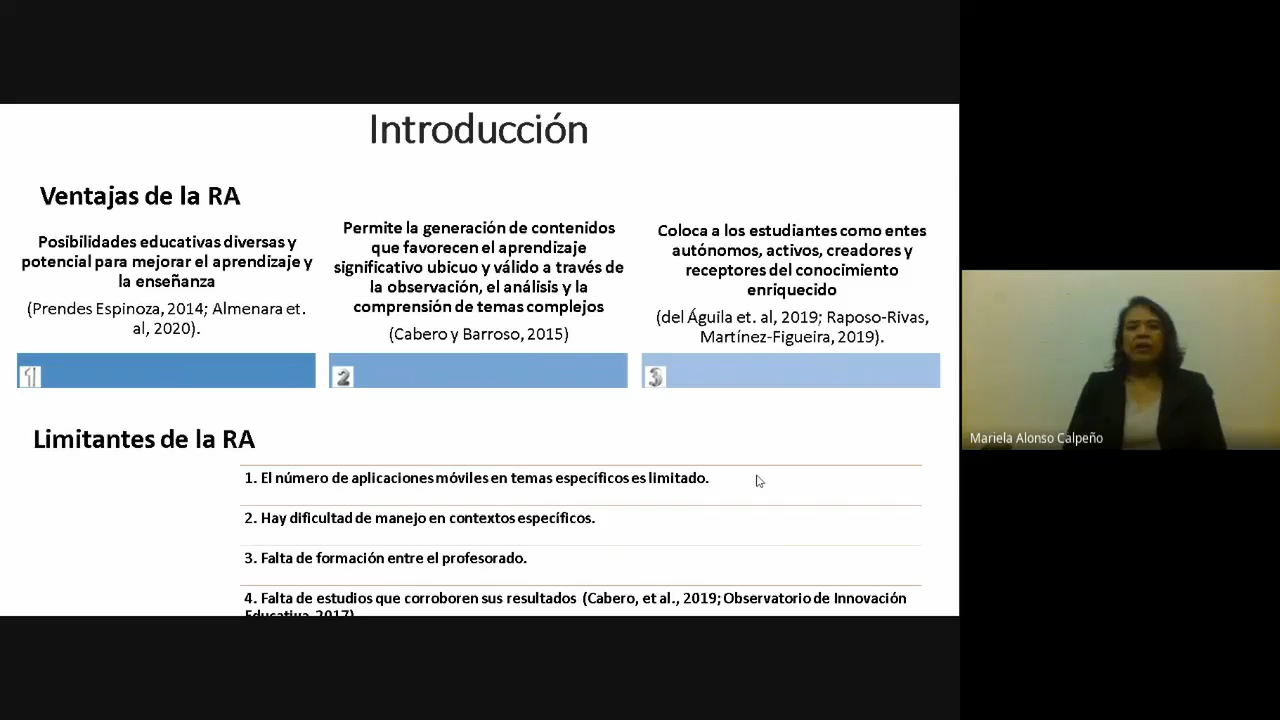 Introducción
Ventajas de la RA
Posibilidades educativas diversas y
potencial para mejorar el aprendizaje y
la enseñanza
(Prendes Espinoza, 2014; Almenara et.
al, 2020).
1
Permite la generación de contenidos
que favorecen el aprendizaje
significativo ubicuo y válido a través de
la observación, el análisis y la
comprensión de temas complejos
(Cabero y Barroso, 2015)
2
Coloca a los estudiantes como entes
autónomos, activos, creadores y
receptores del conocimiento
enriquecido
(del Águila et. al, 2019; Raposo-Rivas,
Martínez-Figueira, 2019).
3
Limitantes de la RA
1. El número de aplicaciones móviles en temas específicos es limitado.
2. Hay dificultad de manejo en contextos específicos.
3. Falta de formación entre el profesorado.
4. Falta de estudios que corroboren sus resultados (Cabero, et al., 2019; Observatorio de Innovación
Educativa, 2017)
Mariela Alonso Calpeño